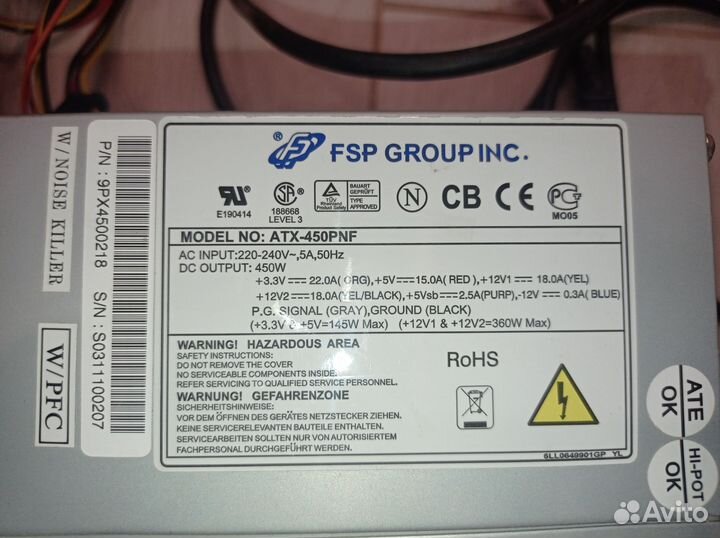 W/ NOISE KILLER
W/PFC
P/N : 9PX4500218
S/N : S0311100207
® FSP GROUP INC.
E190414
188668
LEVEL 3
TÜV
Rheinland
Product Safety
BAUART
GEPRÜFT
TYPE
APPROVED
N
CB
CE
MO05
MODEL NO: ATX-450PNF
AC INPUT:220-240V~,5A,50Hz
DC OUTPUT: 450W
+3.3V 22.0A( ORG),+5V 15.0A( RED ),+12V1 18.0A(YEL)
+12V2 18.0A(YEL/BLACK),+5Vsb 2.5A(PURP),-12V 0.3A( BLUE)
P.G. SIGNAL (GRAY),GROUND (BLACK)
(+3.3V & +5V=145W Max) (+12V1 & +12V2=360W Max)
WARNING! HAZARDOUS AREA
SAFETY INSTRUCTIONS:
DO NOT REMOVE THE COVER
NO SERVICEABLE COMPONENTS INSIDE.
REFER SERVICING TO QUALIFIED SERVICE PERSONNEL.
WARNUNG! GEFAHRENZONE
SICHERHEITSHINWEISE:
VOR DEM ÖFFNEN DES GERÄTES NETZSTECKER ZIEHEN.
KEINE SERVICERELEVANTEN BAUTEILE ENTHALTEN.
SERVICEARBEITEN SOLLTEN NUR VON AUTORISIERTEM
FACHPERSONAL DURCHGEFÜHRT WERDEN.
RoHS
6LL0649901GP YL
ATE
OK
HI-POT
OK
Avito